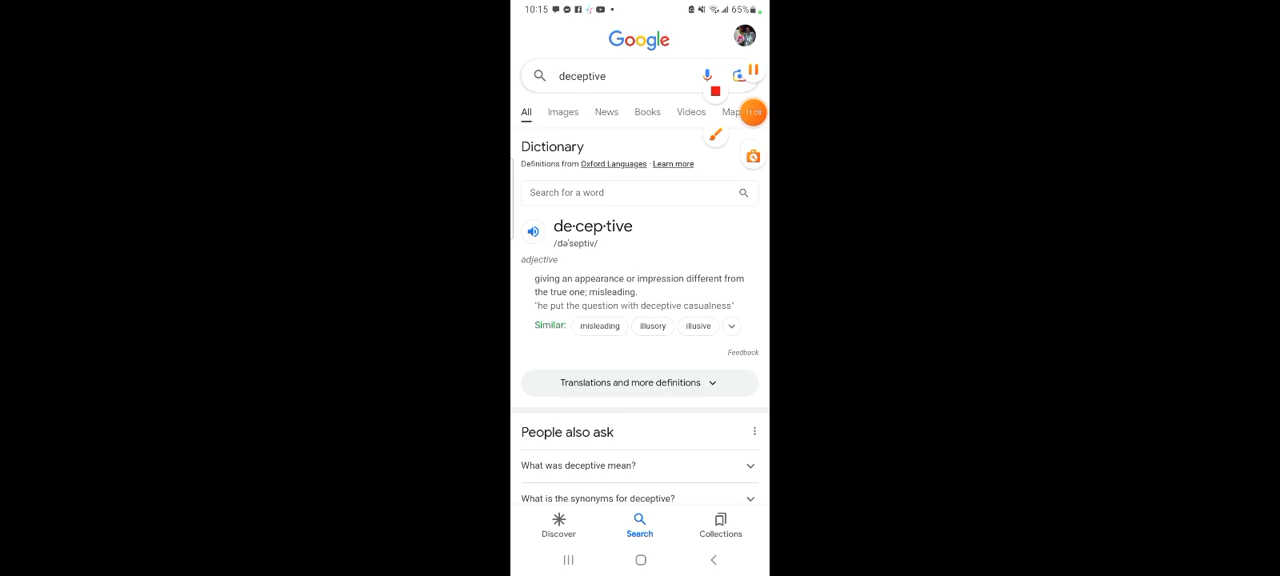 10:15 65%
Google
deceptive
All Images News Books Videos Map
11:03
Dictionary
Definitions from Oxford Languages · Learn more
Search for a word
de·cep·tive
/dəˈseptiv/
adjective
giving an appearance or impression different from
the true one; misleading.
"he put the question with deceptive casualness"
Similar: misleading illusory illusive
Feedback
Translations and more definitions
People also ask
What was deceptive mean?
What is the synonyms for deceptive?
Discover Search Collections